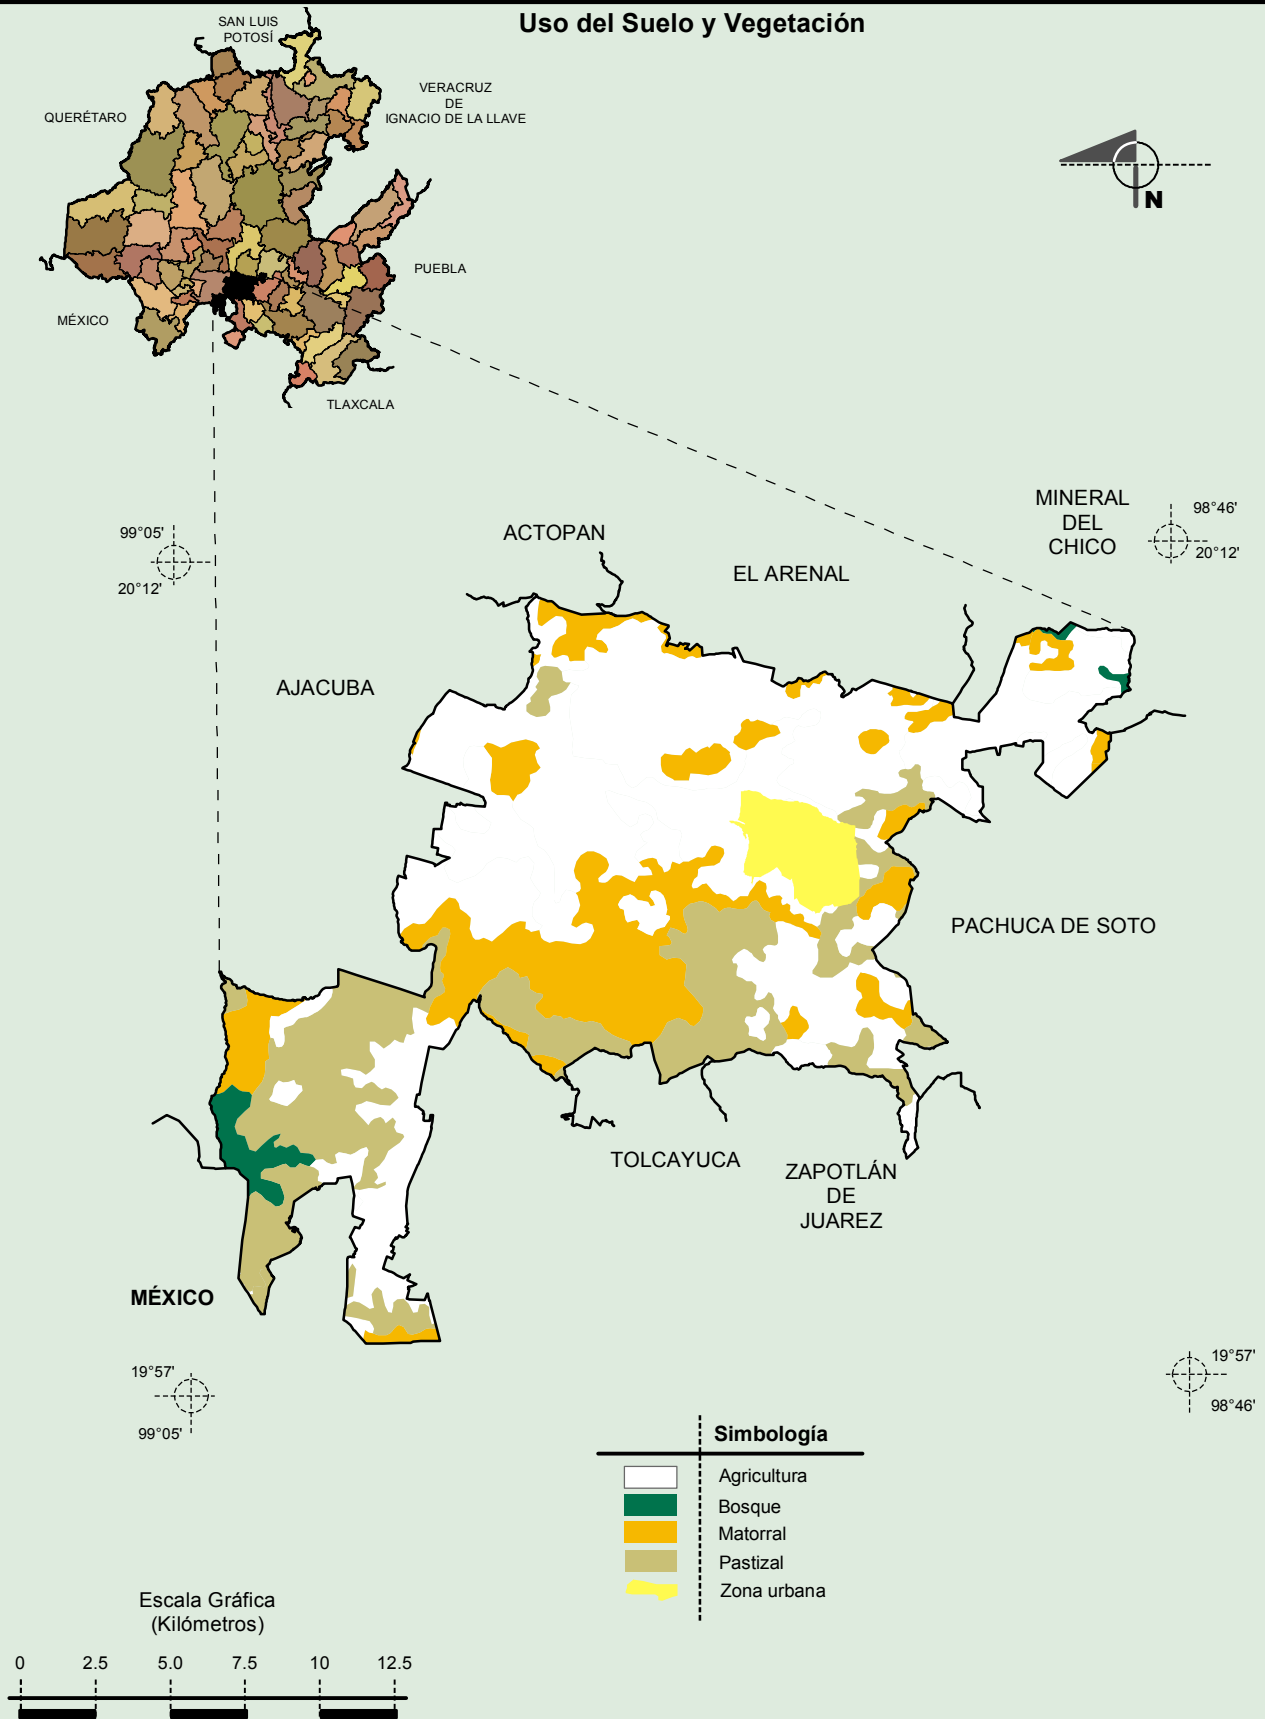 Uso del Suelo y Vegetación
SAN LUIS
POTOSÍ
VERACRUZ
DE
IGNACIO DE LA LLAVE
QUERÉTARO
N
PUEBLA
MÉXICO
TLAXCALA
MINERAL
DEL
CHICO
98°46'
20°12'
99°05'
20°12'
ACTOPAN
EL ARENAL
AJACUBA
PACHUCA DE SOTO
TOLCAYUCA
ZAPOTLÁN
DE
JUAREZ
MÉXICO
19°57'
99°05'
19°57'
98°46'
Simbología
Agricultura
Bosque
Matorral
Pastizal
Zona urbana
Escala Gráfica
(Kilómetros)
0 2.5 5.0 7.5 10 12.5